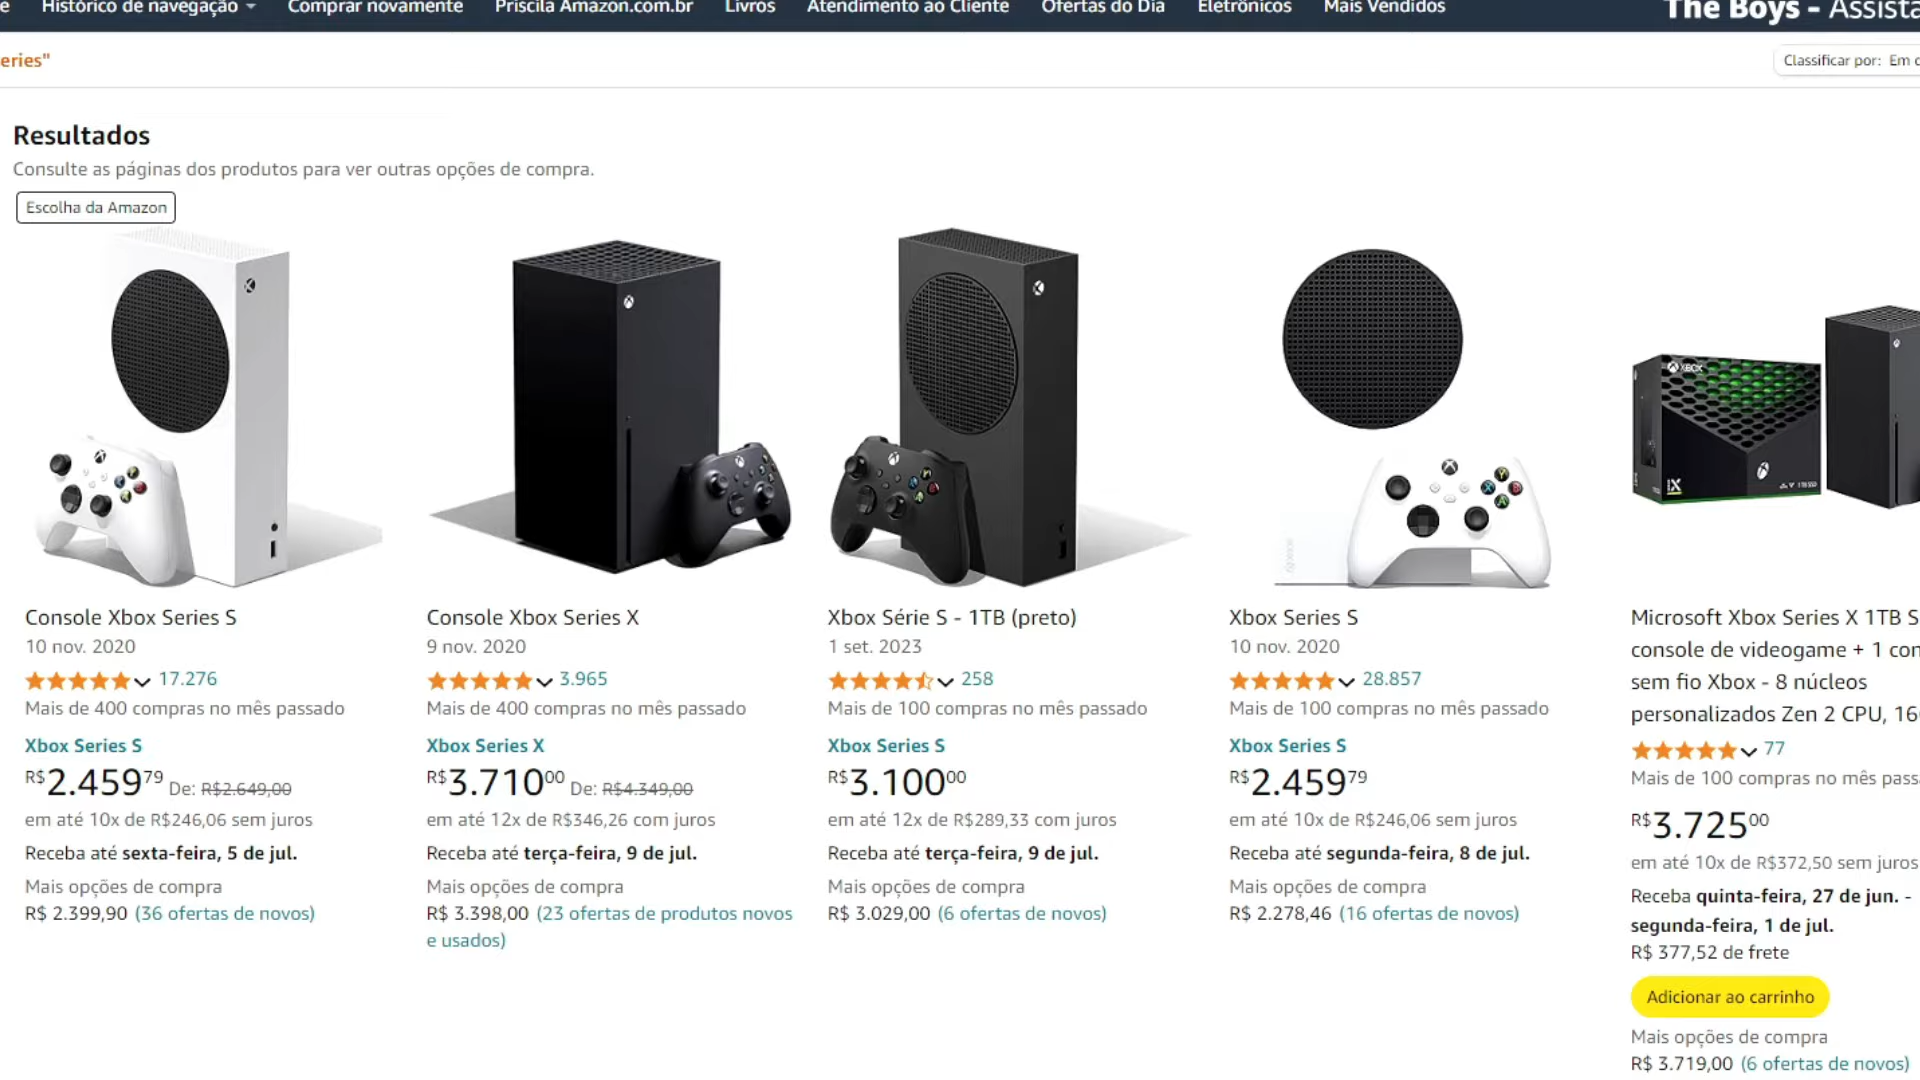 e Histórico de navegação Comprar novamente Priscila Amazon.com.br Livros Atendimento ao Cliente Ofertas do Dia Eletrônicos Mais Vendidos The Boys - Assista
eries"
Classificar por: Em d
Resultados
Consulte as páginas dos produtos para ver outras opções de compra.
Escolha da Amazon
Console Xbox Series S
10 nov. 2020
17.276
Mais de 400 compras no mês passado
Xbox Series S
R$2.45979 De: R$2.649,00
em até 10x de R$246,06 sem juros
Receba até sexta-feira, 5 de jul.
Mais opções de compra
R$ 2.399,90 (36 ofertas de novos)
Console Xbox Series X
9 nov. 2020
3.965
Mais de 400 compras no mês passado
Xbox Series X
R$3.71000 De: R$4.349,00
em até 12x de R$346,26 com juros
Receba até terça-feira, 9 de jul.
Mais opções de compra
R$ 3.398,00 (23 ofertas de produtos novos
e usados)
Xbox Série S - 1TB (preto)
1 set. 2023
258
Mais de 100 compras no mês passado
Xbox Series S
R$3.10000
em até 12x de R$289,33 com juros
Receba até terça-feira, 9 de jul.
Mais opções de compra
R$ 3.029,00 (6 ofertas de novos)
Xbox Series S
10 nov. 2020
28.857
Mais de 100 compras no mês passado
Xbox Series S
R$2.45979
em até 10x de R$246,06 sem juros
Receba até segunda-feira, 8 de jul.
Mais opções de compra
R$ 2.278,46 (16 ofertas de novos)
XBOX
Microsoft Xbox Series X 1TB S
console de videogame + 1 con
sem fio Xbox - 8 núcleos
personalizados Zen 2 CPU, 16
77
Mais de 100 compras no mês passa
R$3.72500
em até 10x de R$372,50 sem juros
Receba quinta-feira, 27 de jun. -
segunda-feira, 1 de jul.
R$ 377,52 de frete
Adicionar ao carrinho
Mais opções de compra
R$ 3.719,00 (6 ofertas de novos)